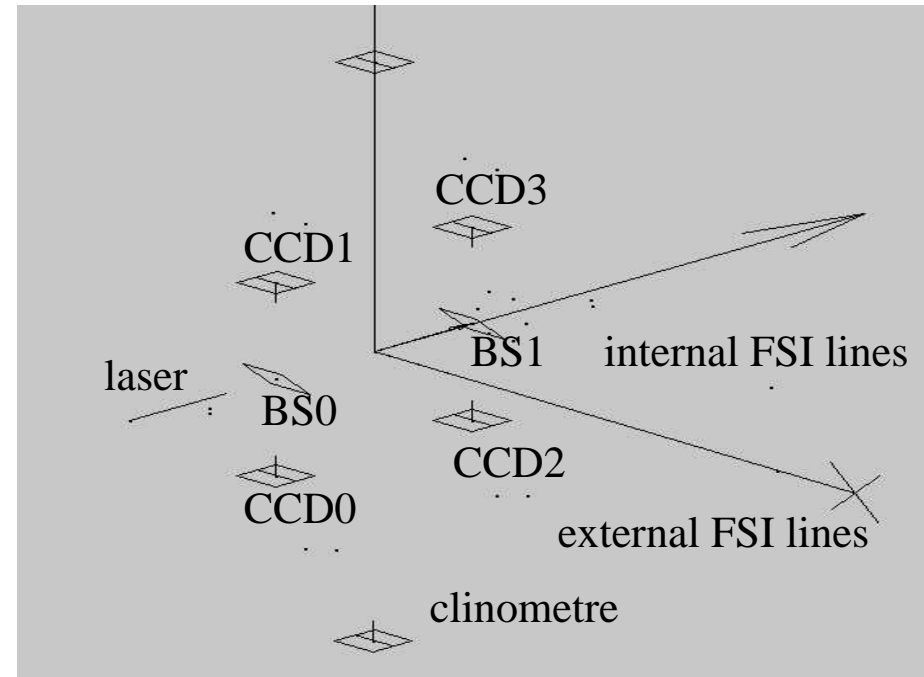 CCD3
CCD1
BS1
internal FSI lines
laser
BS0
CCD2
CCD0
external FSI lines
clinometre